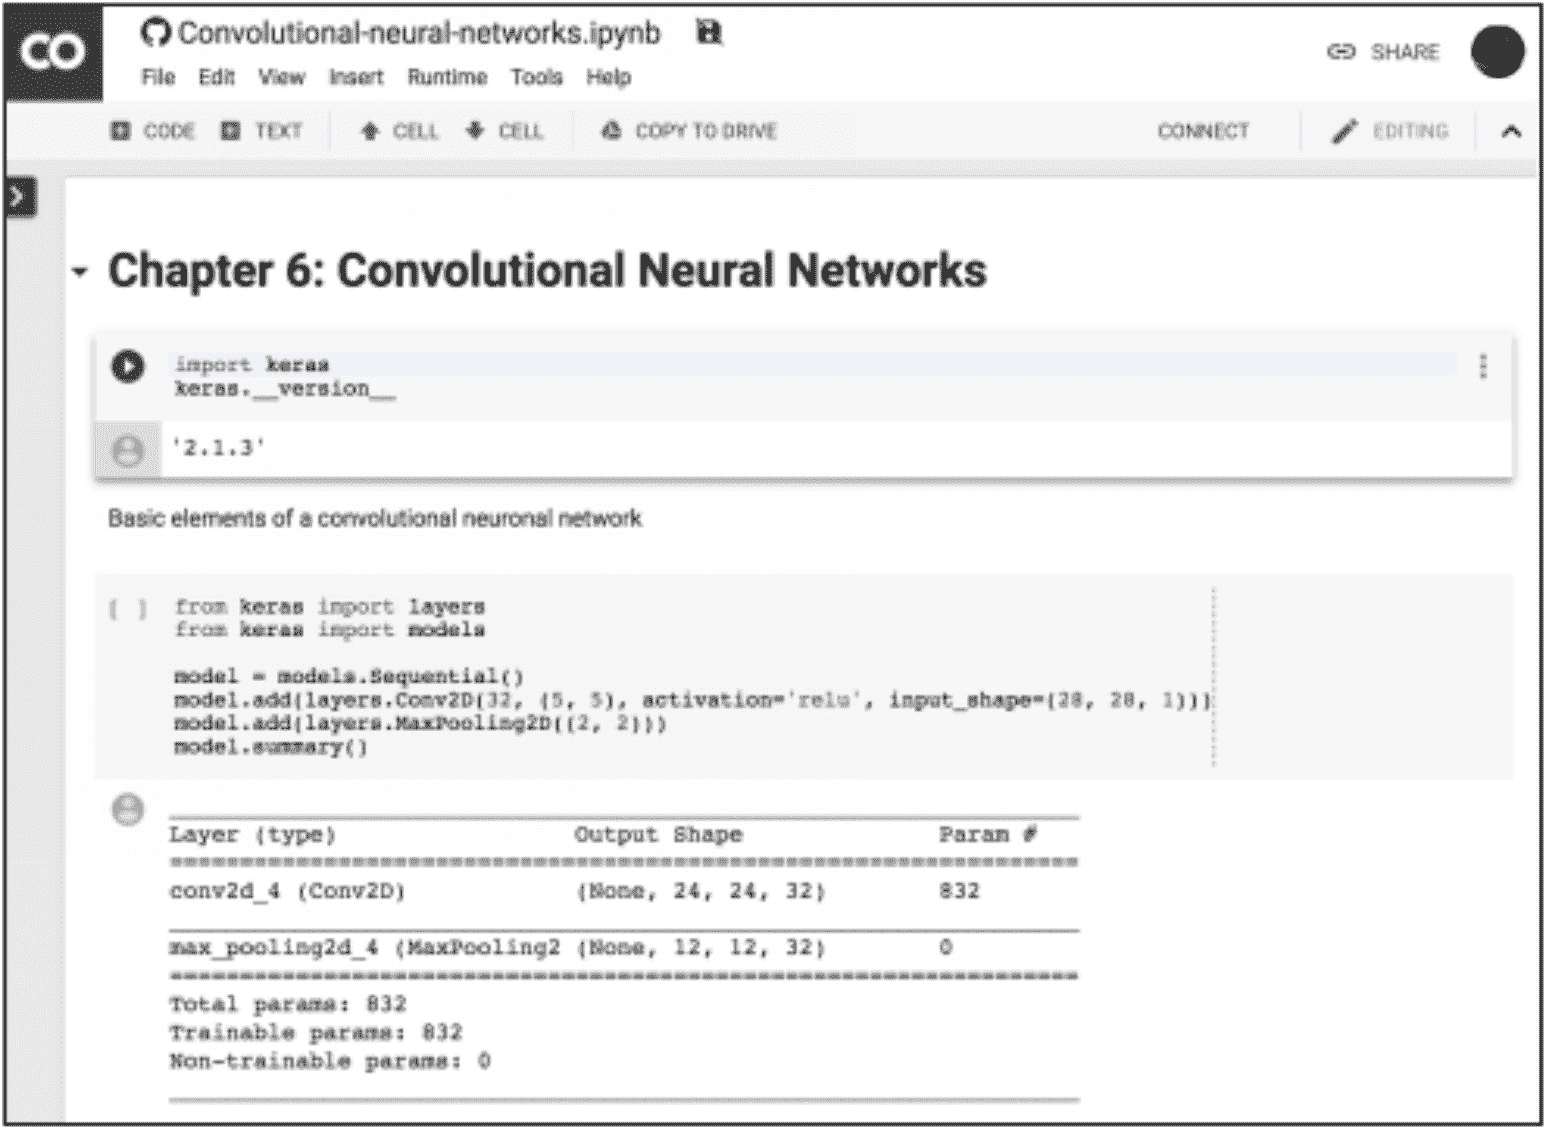 CO
Convolutional-neural-networks.ipynb
SHARE
File Edit View Insert Runtime Tools Help
CODE TEXT CELL CELL COPY TO DRIVE CONNECT EDITING
Chapter 6: Convolutional Neural Networks
import keras
keras.__version__
'2.1.3'
Basic elements of a convolutional neuronal network
[ ] from keras import layers
from keras import models
model = models.Sequential()
model.add(layers.Conv2D(32, (5, 5), activation='relu', input_shape=(28, 28, 1)))
model.add(layers.MaxPooling2D((2, 2)))
model.summary()
Layer (type) Output Shape Param #
conv2d_4 (Conv2D) (None, 24, 24, 32) 832
max_pooling2d_4 (MaxPooling2 (None, 12, 12, 32) 0
Total params: 832
Trainable params: 832
Non-trainable params: 0